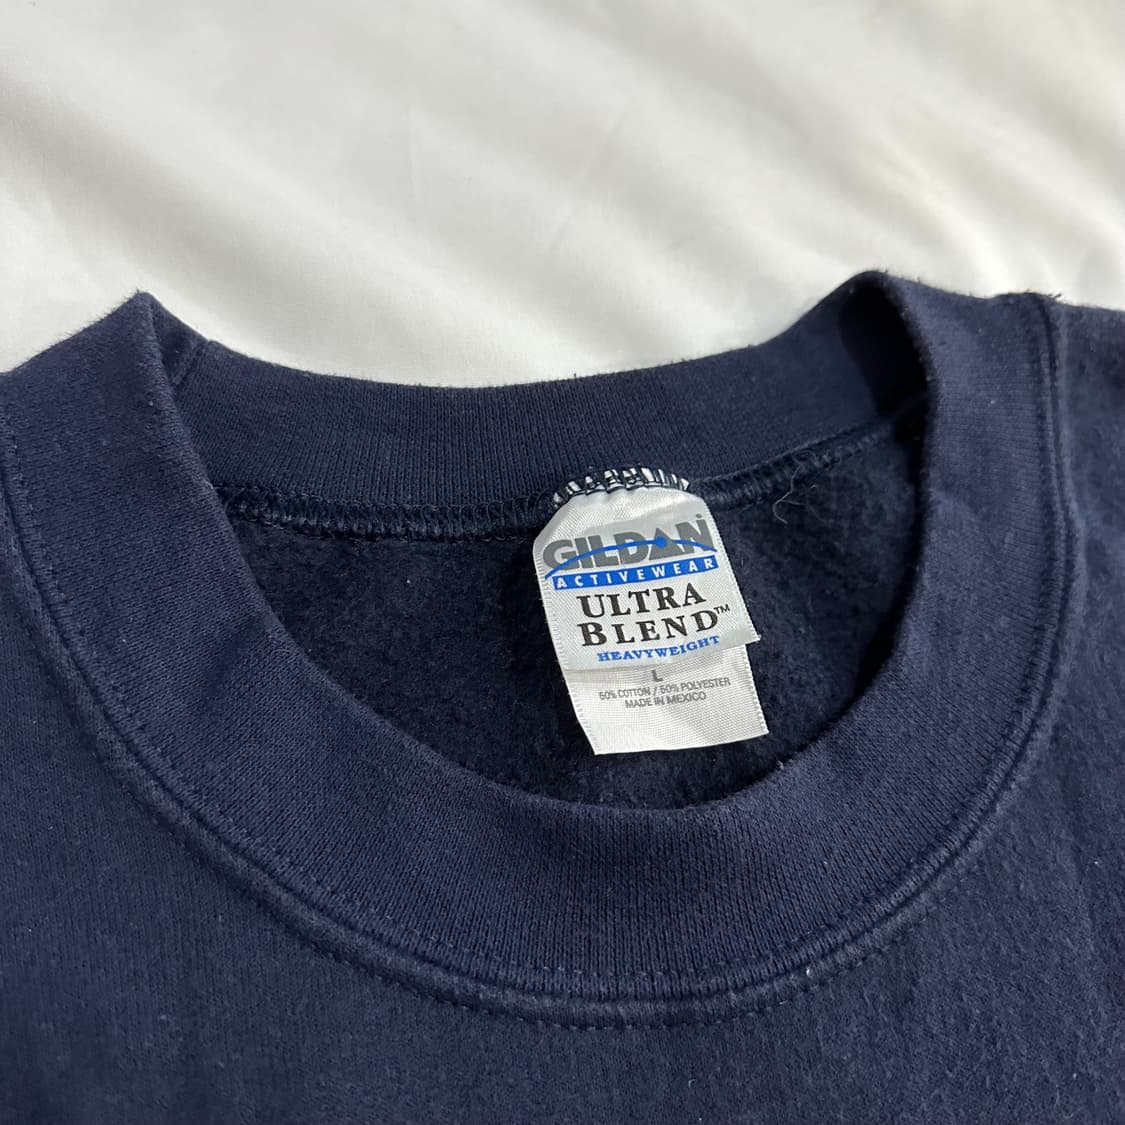 GILDAN
ACTIVEWEAR
ULTRA
BLEND™
HEAVYWEIGHT
L
50% COTTON / 50% POLYESTER
MADE IN MEXICO